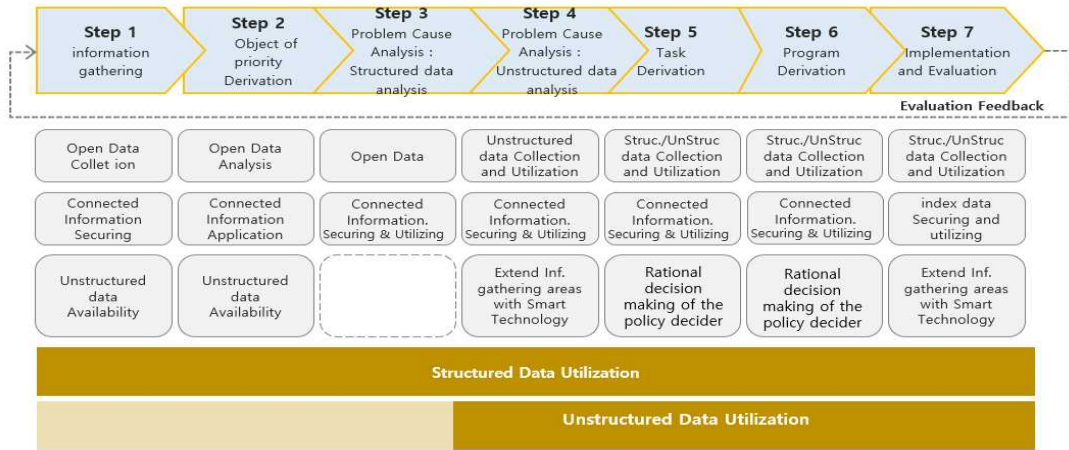 Step 1
information
gathering
Step 2
Object of
priority
Derivation
Step 3
Problem Cause
Analysis :
Structured data
analysis
Step 4
Problem Cause
Analysis :
Unstructured data
analysis
Step 5
Task
Derivation
Step 6
Program
Derivation
Step 7
Implementation
and Evaluation
Evaluation Feedback
Open Data
Collet ion
Open Data
Analysis
Open Data
Unstructured
data Collection
and Utilization
Struc./UnStruc
data Collection
and Utilization
Struc./UnStruc
data Collection
and Utilization
Struc./UnStruc
data Collection
and Utilization
Connected
Information
Securing
Connected
Information
Application
Connected
Information.
Securing & Utilizing
Connected
Information.
Securing & Utilizing
Connected
Information.
Securing & Utilizing
Connected
Information.
Securing & Utilizing
index data
Securing and
utilizing
Unstructured
data
Availability
Unstructured
data
Availability
Extend Inf.
gathering areas
with Smart
Technology
Rational
decision
making of the
policy decider
Rational
decision
making of the
policy decider
Extend Inf.
gathering areas
with Smart
Technology
Structured Data Utilization
Unstructured Data Utilization